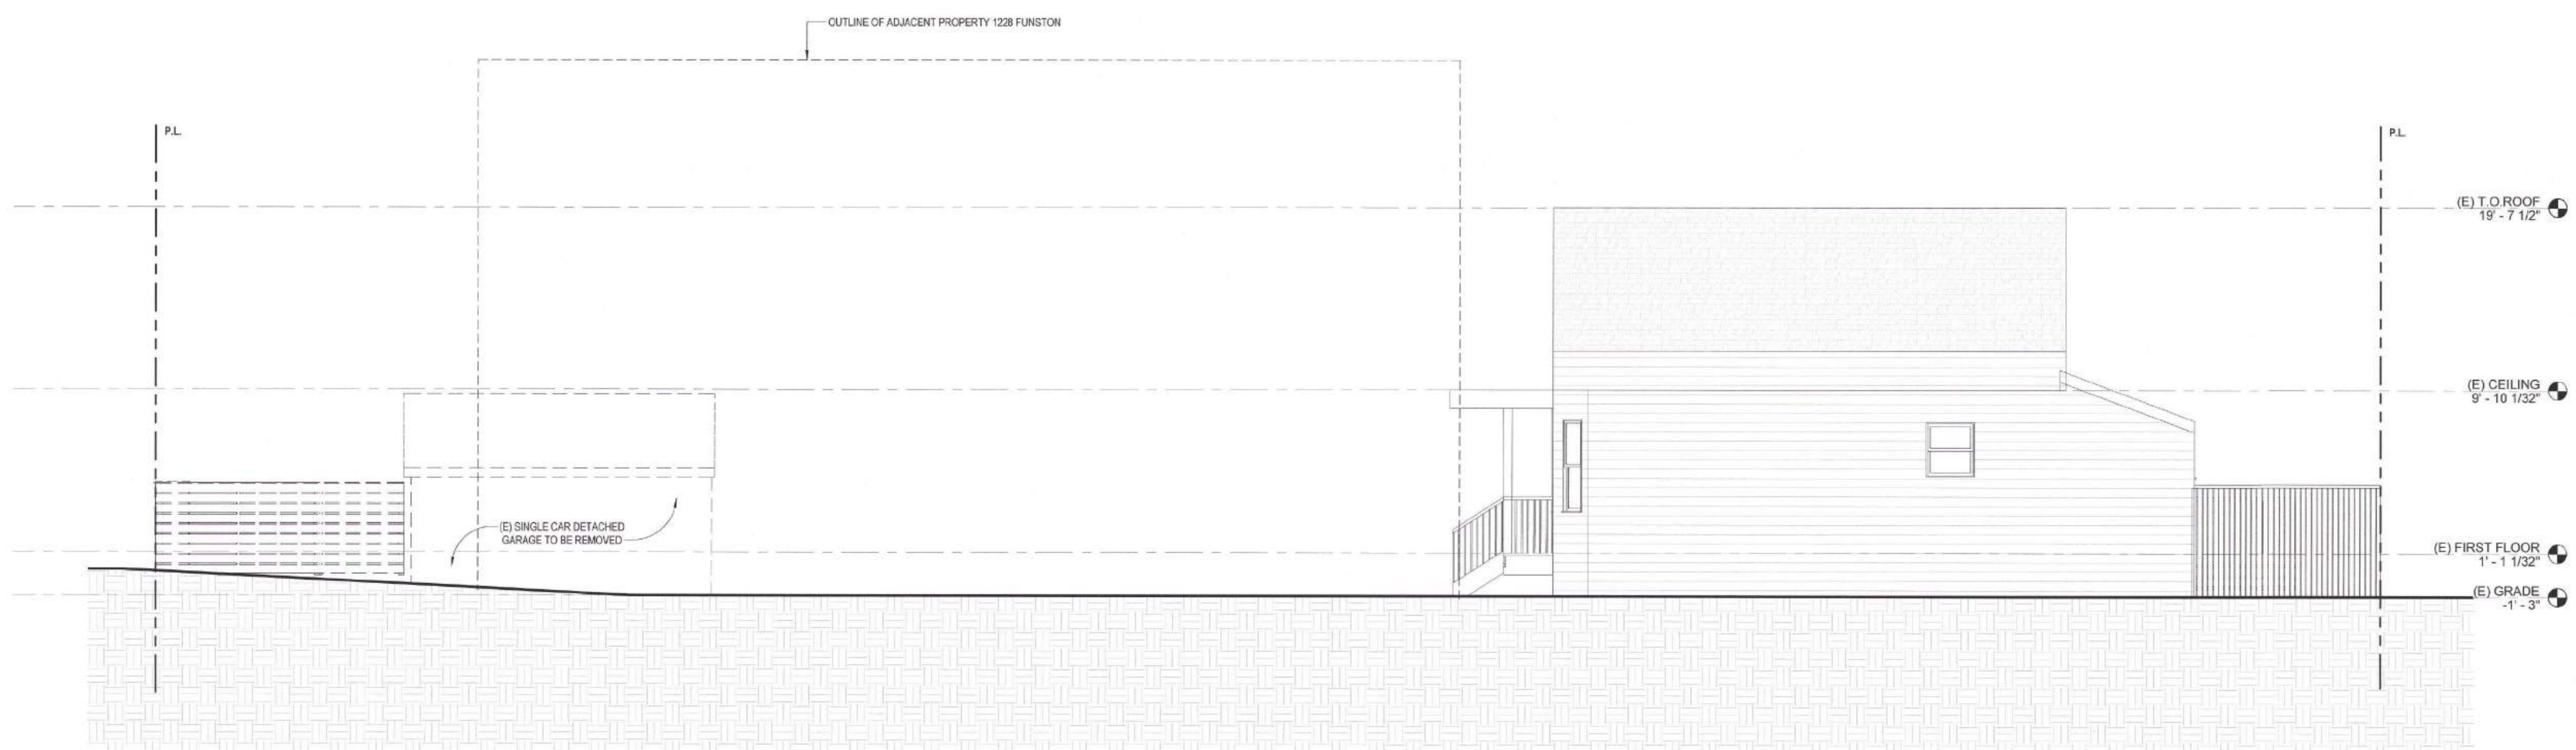 OUTLINE OF ADJACENT PROPERTY 1228 FUNSTON
P.L.
P.L.
(E) T.O.ROOF
19' - 7 1/2"
(E) CEILING
9' - 10 1/32"
(E) SINGLE CAR DETACHED
GARAGE TO BE REMOVED
(E) FIRST FLOOR
1' - 1 1/32"
(E) GRADE
-1' - 3"